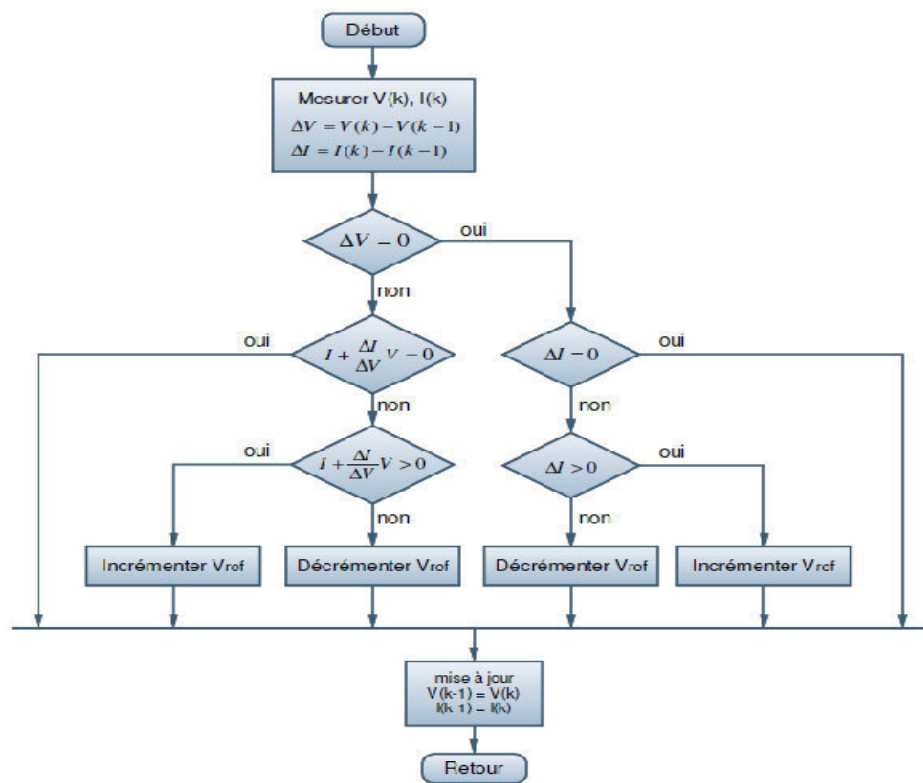 Début
Mesurer V(k), I(k)
ΔV = V(k) − V(k − 1)
ΔI = I(k) − I(k − 1)
ΔV = 0
oui
non
oui
I + ΔI/ΔV V = 0
ΔI = 0
oui
non
non
oui
I + ΔI/ΔV V > 0
ΔI > 0
oui
non
non
Incrémenter Vref
Décrémenter Vref
Décrémenter Vref
Incrémenter Vref
mise à jour
V(k-1) = V(k)
I(k-1) = I(k)
Retour